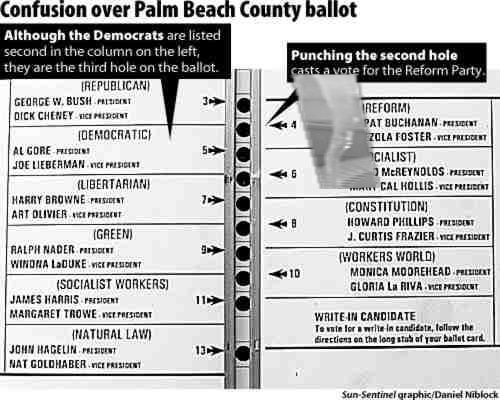 Confusion over Palm Beach County ballot
Although the Democrats are listed
second in the column on the left,
they are the third hole on the ballot.
Punching the second hole
casts a vote for the Reform Party.
(REPUBLICAN)
GEORGE W. BUSH - PRESIDENT
DICK CHENEY - VICE PRESIDENT
3
(DEMOCRATIC)
AL GORE - PRESIDENT
JOE LIEBERMAN - VICE PRESIDENT
5
(LIBERTARIAN)
HARRY BROWNE - PRESIDENT
ART OLIVIER - VICE PRESIDENT
7
(GREEN)
RALPH NADER - PRESIDENT
WINONA LaDUKE - VICE PRESIDENT
9
(SOCIALIST WORKERS)
JAMES HARRIS - PRESIDENT
MARGARET TROWE - VICE PRESIDENT
11
(NATURAL LAW)
JOHN HAGELIN - PRESIDENT
NAT GOLDHABER - VICE PRESIDENT
13
REFORM)
4
PAT BUCHANAN - PRESIDENT
ZOLA FOSTER - VICE PRESIDENT
CIALIST)
6
McREYNOLDS - PRESIDENT
CAL HOLLIS - VICE PRESIDENT
(CONSTITUTION)
8
HOWARD PHILLIPS - PRESIDENT
J. CURTIS FRAZIER - VICE PRESIDENT
(WORKERS WORLD)
10
MONICA MOOREHEAD - PRESIDENT
GLORIA La RIVA - VICE PRESIDENT
WRITE-IN CANDIDATE
To vote for a write-in candidate, follow the
directions on the long stub of your ballot card.
Sun-Sentinel graphic/Daniel Niblock